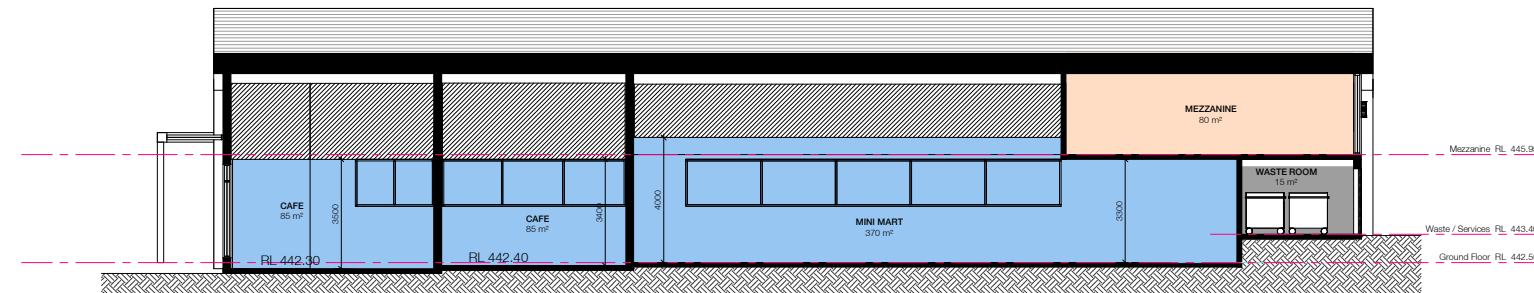 MEZZANINE
80 m²
Mezzanine RL 445.9
WASTE ROOM
15 m²
CAFE
85 m²
3500
CAFE
85 m²
3400
4000
MINI MART
370 m²
3300
Waste / Services RL 443.4
RL 442.30
RL 442.40
Ground Floor RL 442.5